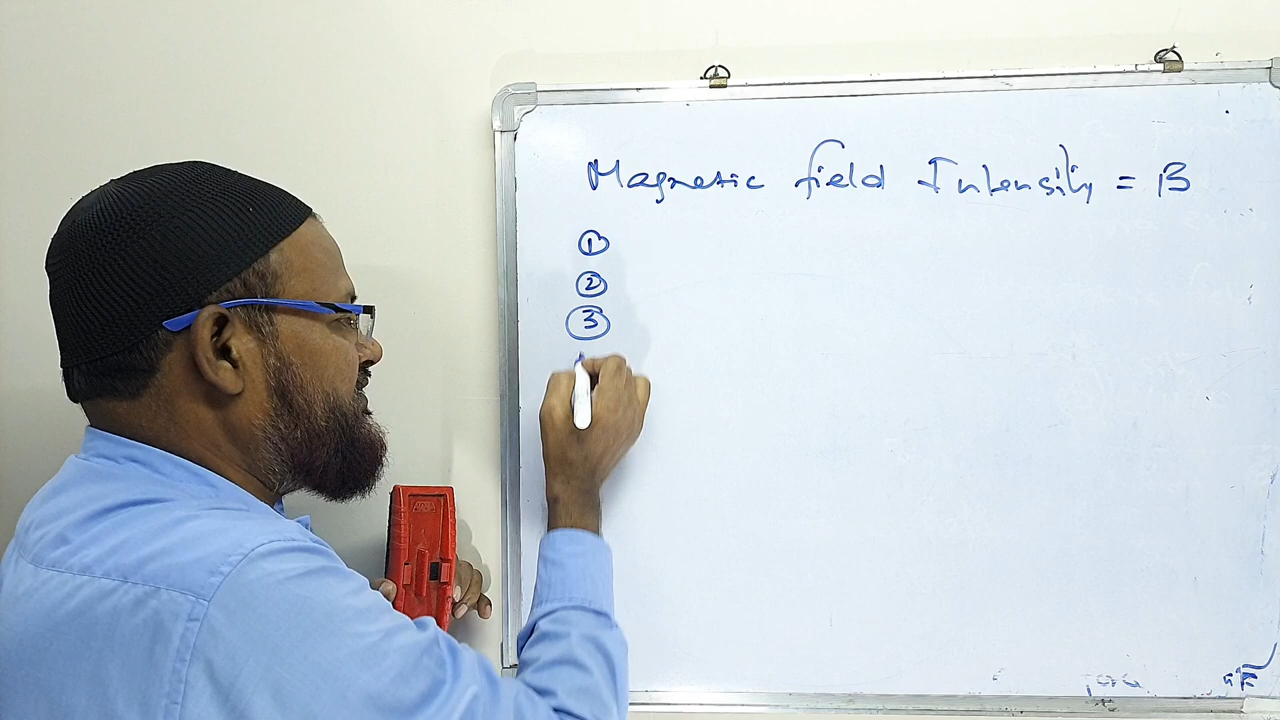 Magnetic field Intensity = B
①
②
③